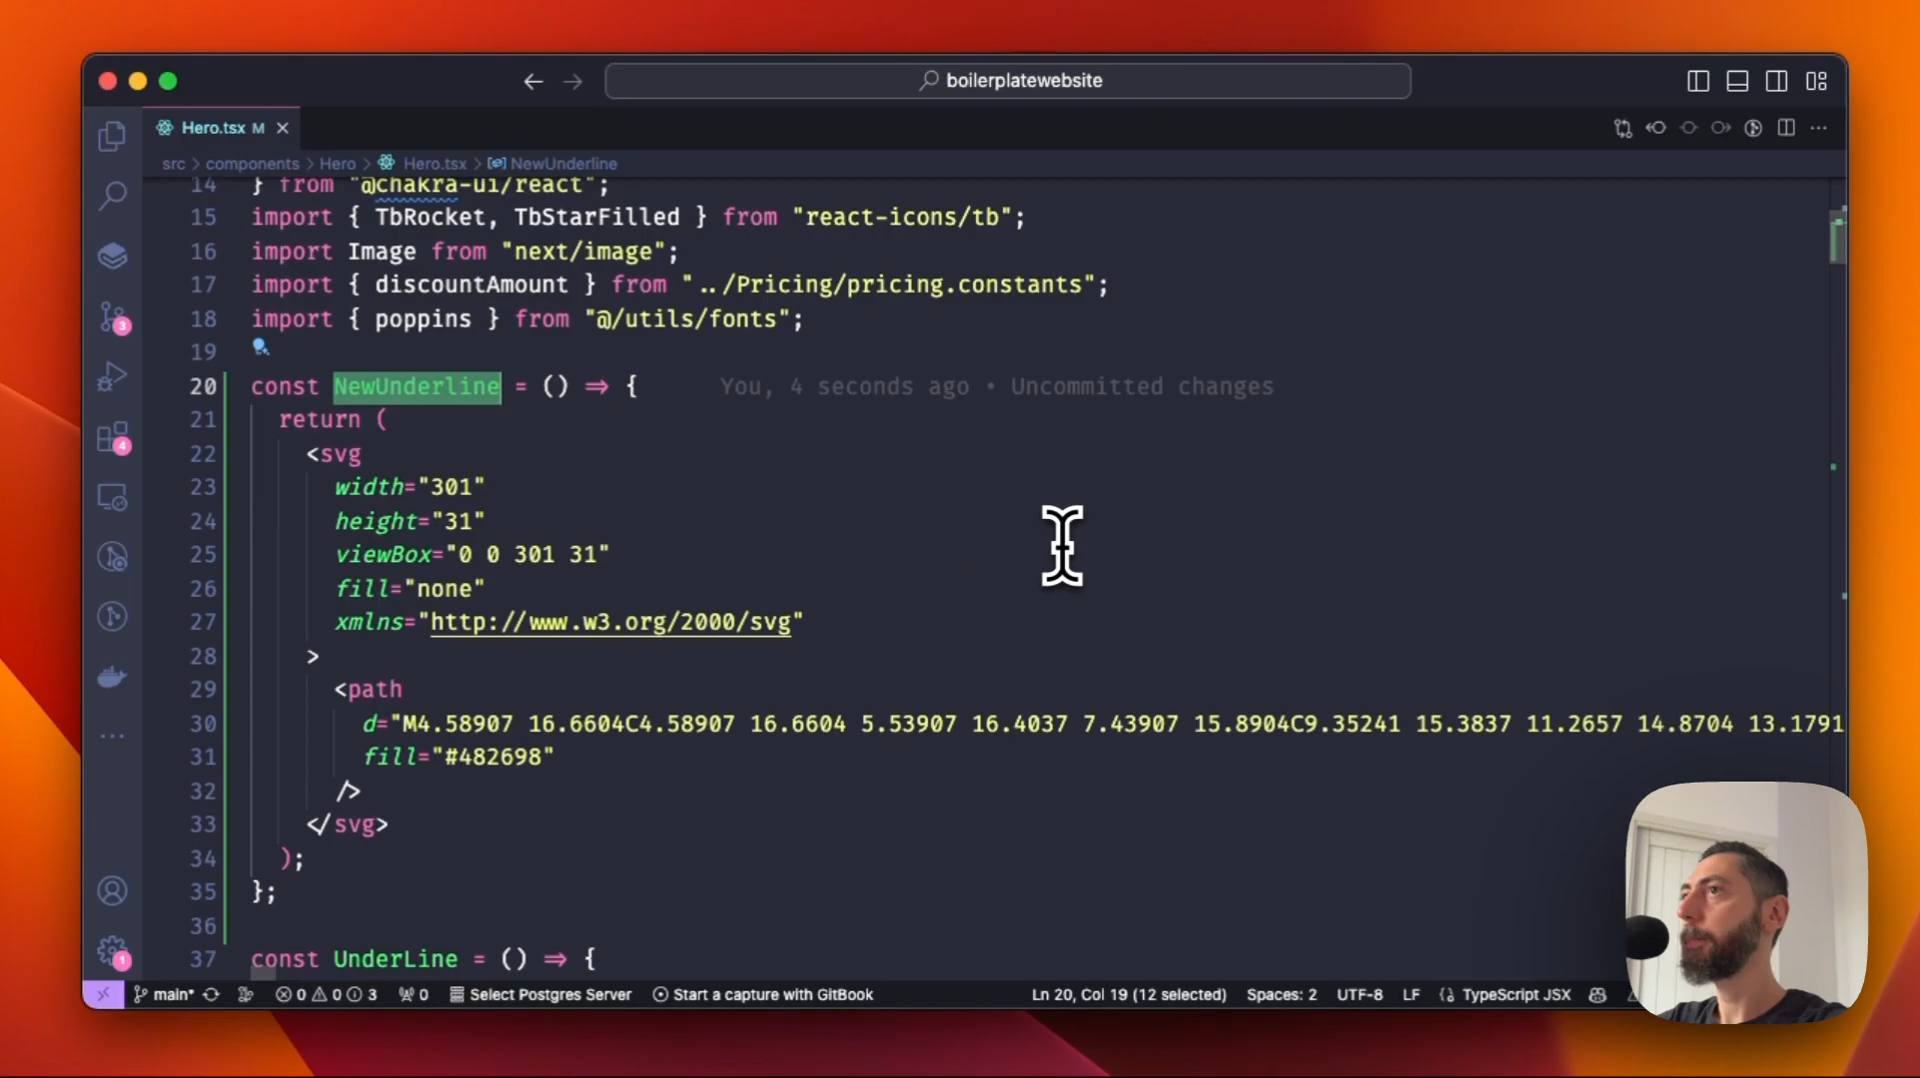 boilerplatewebsite
Hero.tsx M
src > components > Hero > Hero.tsx > NewUnderline
14 } from "@chakra-ui/react";
15 import { TbRocket, TbStarFilled } from "react-icons/tb";
16 import Image from "next/image";
17 import { discountAmount } from "../Pricing/pricing.constants";
18 import { poppins } from "@/utils/fonts";
19
20 const NewUnderline = () => { You, 4 seconds ago • Uncommitted changes
21 return (
22 <svg
23 width="301"
24 height="31"
25 viewBox="0 0 301 31"
26 fill="none"
27 xmlns="http://www.w3.org/2000/svg"
28 >
29 <path
30 d="M4.58907 16.6604C4.58907 16.6604 5.53907 16.4037 7.43907 15.8904C9.35241 15.3837 11.2657 14.8704 13.1791
31 fill="#482698"
32 />
33 </svg>
34 );
35 };
36
37 const UnderLine = () => {
3
4
1
main* 0 0 3 0 Select Postgres Server Start a capture with GitBook Ln 20, Col 19 (12 selected) Spaces: 2 UTF-8 LF {} TypeScript JSX